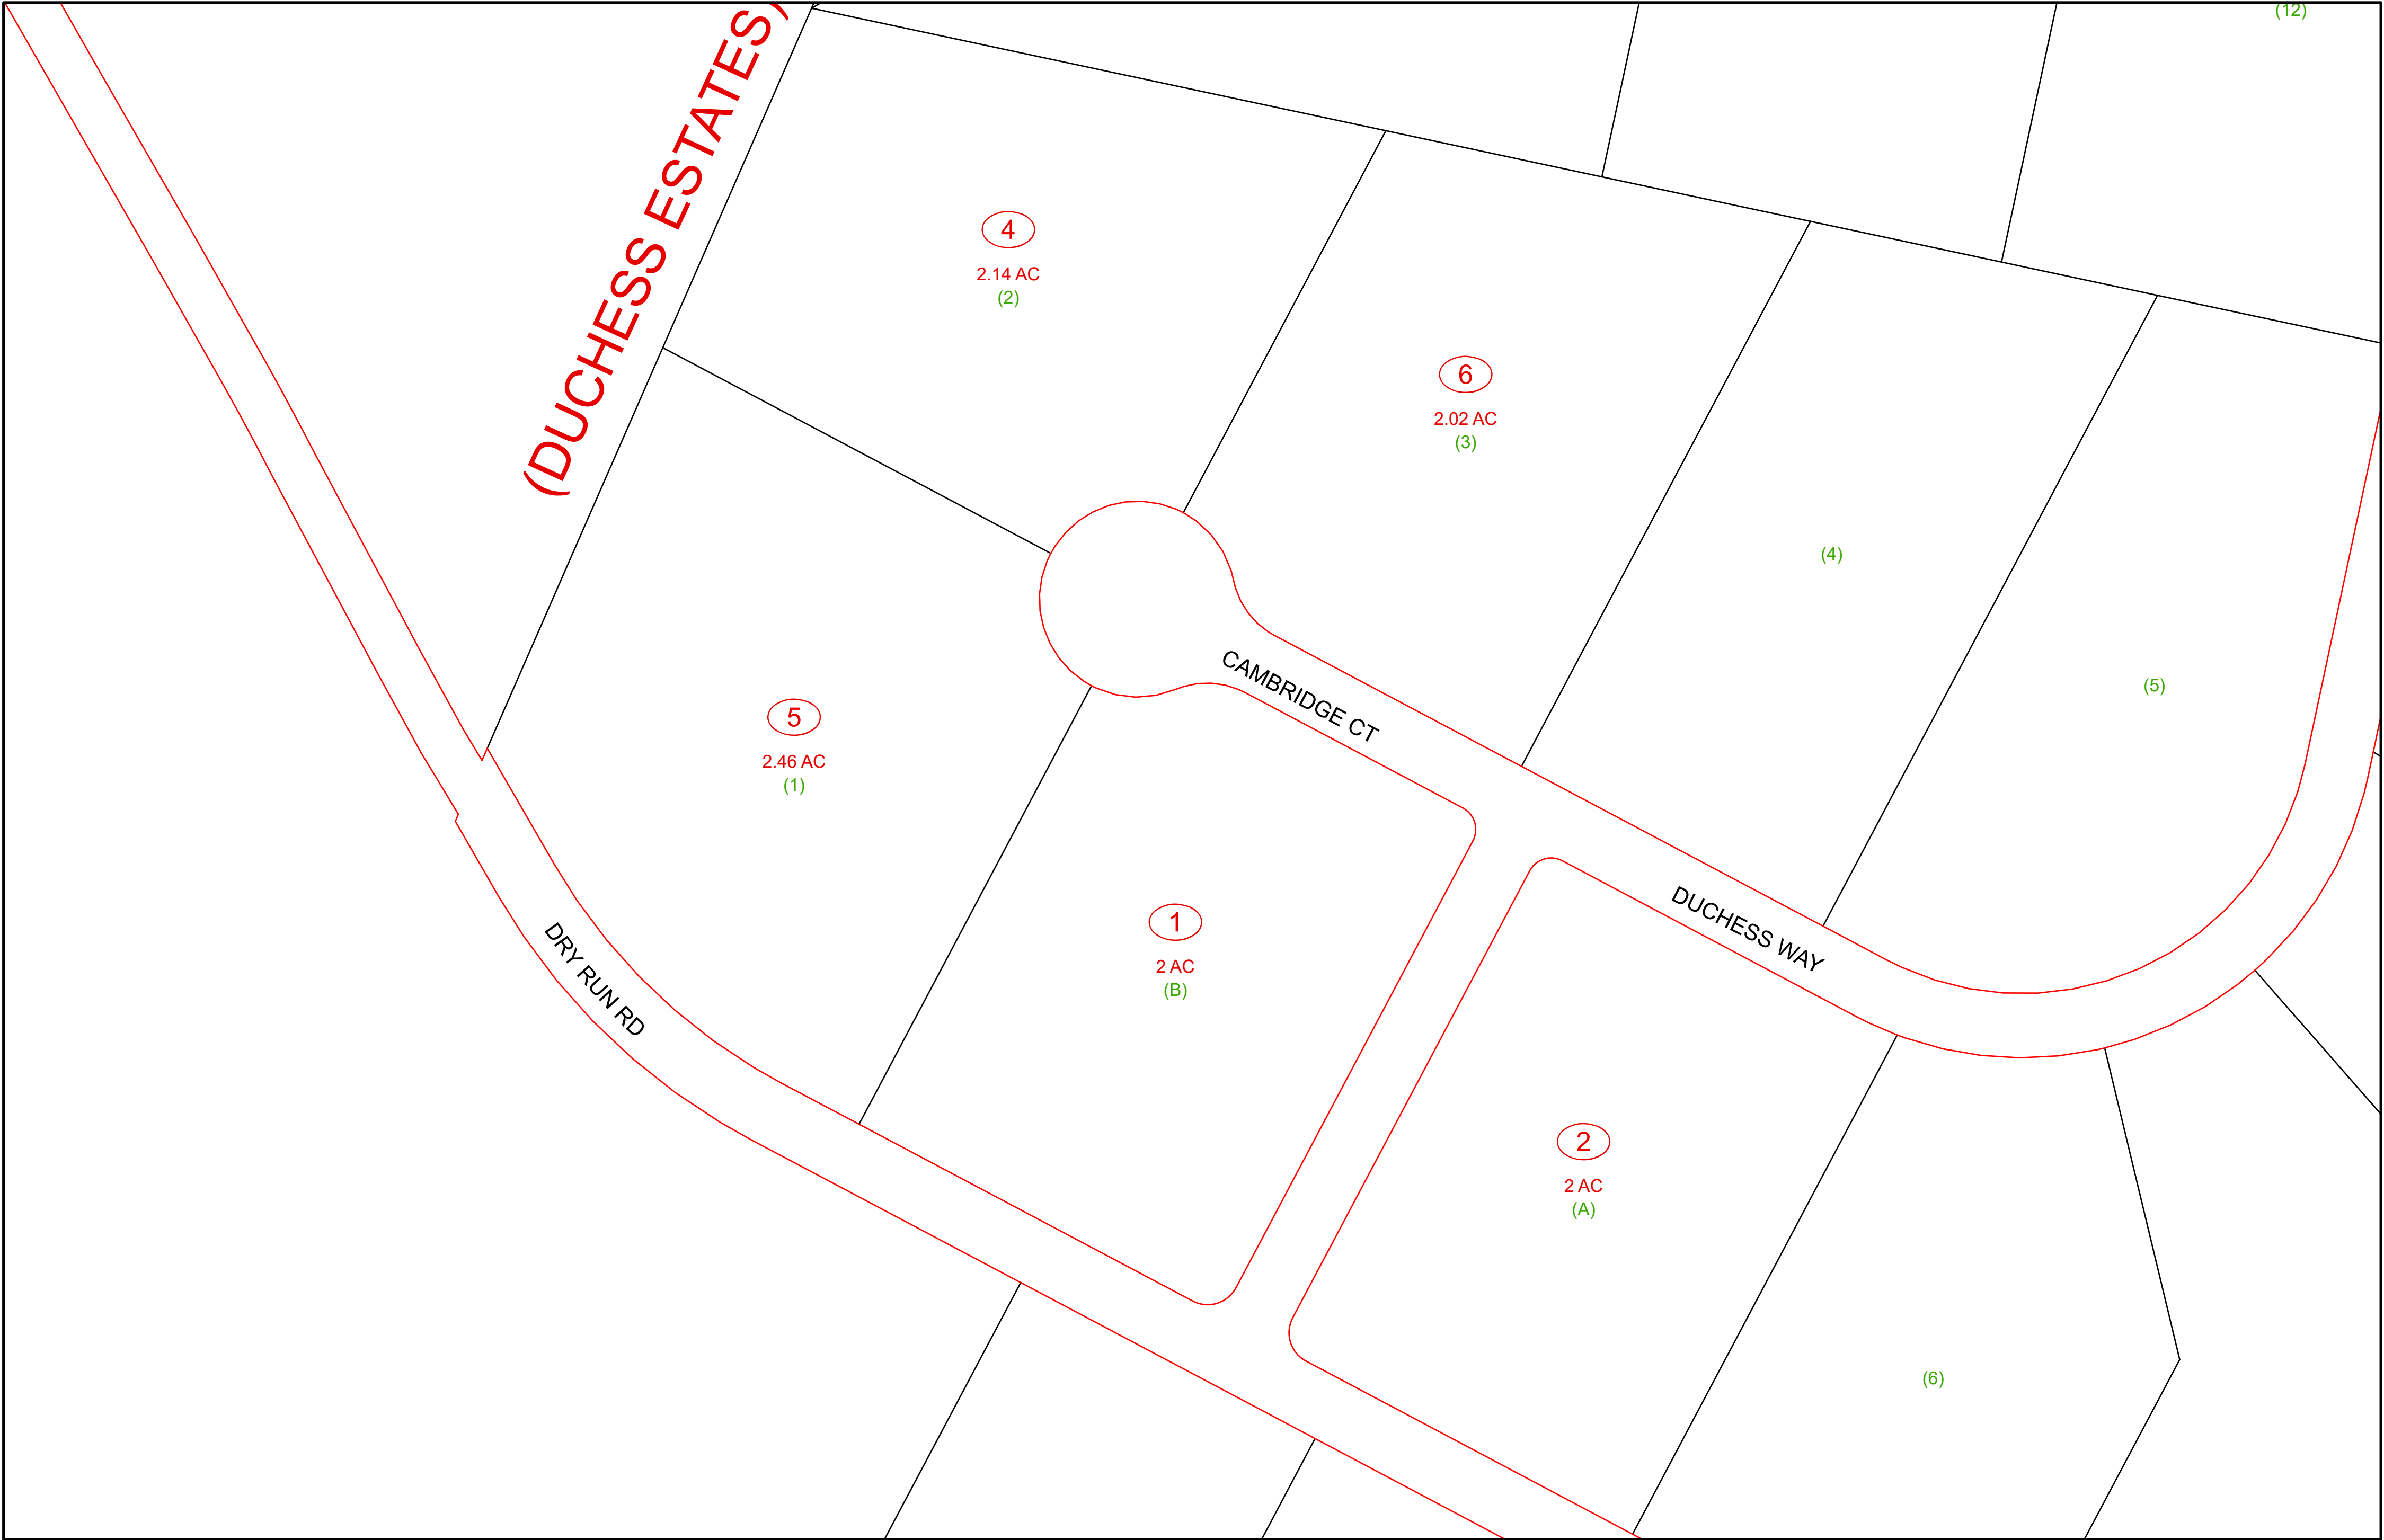 (12)
(DUCHESS ESTATES)
4
2.14 AC
(2)
6
2.02 AC
(3)
(4)
(5)
CAMBRIDGE CT
5
2.46 AC
(1)
1
2 AC
(B)
DUCHESS WAY
DRY RUN RD
2
2 AC
(A)
(6)